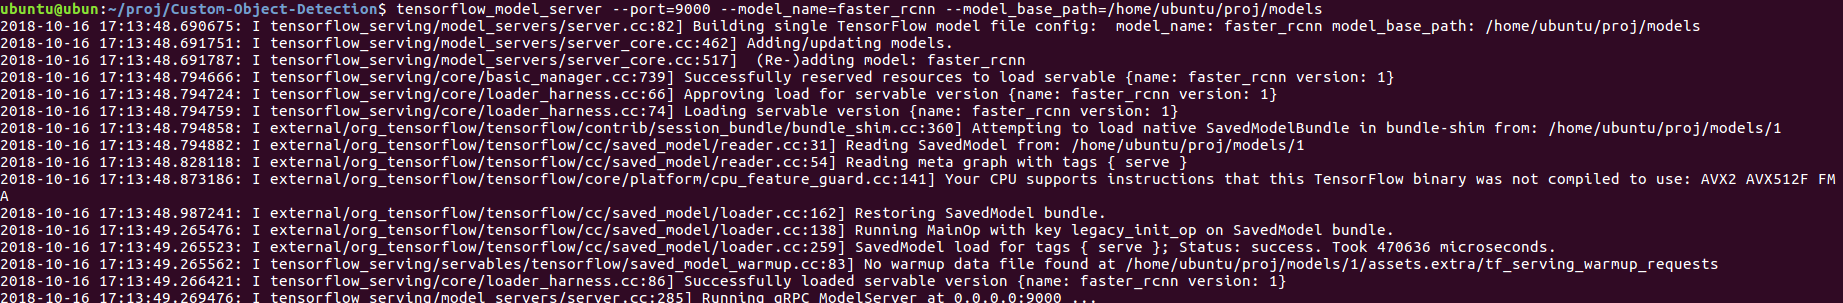 ubuntu@ubun:~/proj/Custom-Object-Detection$ tensorflow_model_server --port=9000 --model_name=faster_rcnn --model_base_path=/home/ubuntu/proj/models
2018-10-16 17:13:48.690675: I tensorflow_serving/model_servers/server.cc:82] Building single TensorFlow model file config:  model_name: faster_rcnn model_base_path: /home/ubuntu/proj/models
2018-10-16 17:13:48.691751: I tensorflow_serving/model_servers/server_core.cc:462] Adding/updating models.
2018-10-16 17:13:48.691787: I tensorflow_serving/model_servers/server_core.cc:517]  (Re-)adding model: faster_rcnn
2018-10-16 17:13:48.794666: I tensorflow_serving/core/basic_manager.cc:739] Successfully reserved resources to load servable {name: faster_rcnn version: 1}
2018-10-16 17:13:48.794724: I tensorflow_serving/core/loader_harness.cc:66] Approving load for servable version {name: faster_rcnn version: 1}
2018-10-16 17:13:48.794759: I tensorflow_serving/core/loader_harness.cc:74] Loading servable version {name: faster_rcnn version: 1}
2018-10-16 17:13:48.794858: I external/org_tensorflow/tensorflow/contrib/session_bundle/bundle_shim.cc:360] Attempting to load native SavedModelBundle in bundle-shim from: /home/ubuntu/proj/models/1
2018-10-16 17:13:48.794882: I external/org_tensorflow/tensorflow/cc/saved_model/reader.cc:31] Reading SavedModel from: /home/ubuntu/proj/models/1
2018-10-16 17:13:48.828118: I external/org_tensorflow/tensorflow/cc/saved_model/reader.cc:54] Reading meta graph with tags { serve }
2018-10-16 17:13:48.873186: I external/org_tensorflow/tensorflow/core/platform/cpu_feature_guard.cc:141] Your CPU supports instructions that this TensorFlow binary was not compiled to use: AVX2 AVX512F FM
A
2018-10-16 17:13:48.987241: I external/org_tensorflow/tensorflow/cc/saved_model/loader.cc:162] Restoring SavedModel bundle.
2018-10-16 17:13:49.265476: I external/org_tensorflow/tensorflow/cc/saved_model/loader.cc:138] Running MainOp with key legacy_init_op on SavedModel bundle.
2018-10-16 17:13:49.265523: I external/org_tensorflow/tensorflow/cc/saved_model/loader.cc:259] SavedModel load for tags { serve }; Status: success. Took 470636 microseconds.
2018-10-16 17:13:49.265562: I tensorflow_serving/servables/tensorflow/saved_model_warmup.cc:83] No warmup data file found at /home/ubuntu/proj/models/1/assets.extra/tf_serving_warmup_requests
2018-10-16 17:13:49.266421: I tensorflow_serving/core/loader_harness.cc:86] Successfully loaded servable version {name: faster_rcnn version: 1}
2018-10-16 17:13:49.269476: I tensorflow_serving/model_servers/server.cc:285] Running gRPC ModelServer at 0.0.0.0:9000 ...